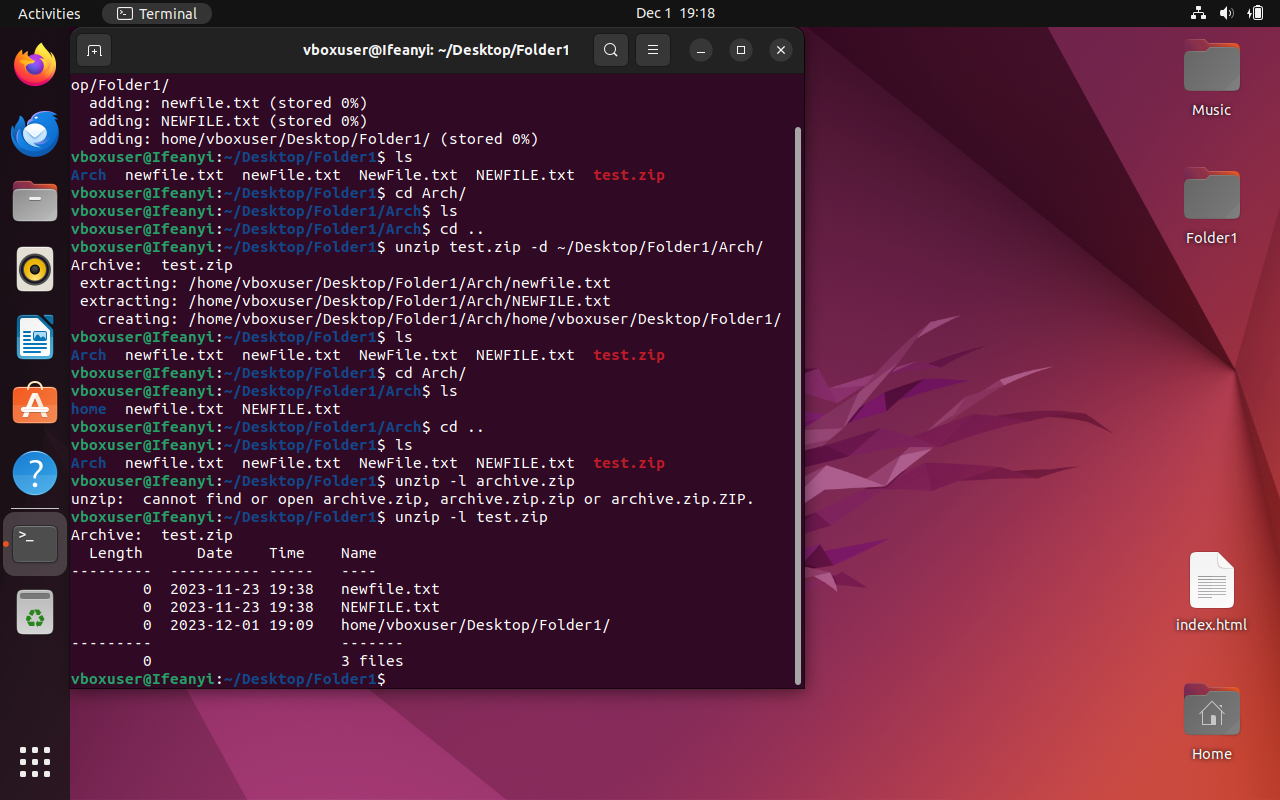 Activities
Terminal
Dec 1 19:18
vboxuser@Ifeanyi: ~/Desktop/Folder1
op/Folder1/
  adding: newfile.txt (stored 0%)
  adding: NEWFILE.txt (stored 0%)
  adding: home/vboxuser/Desktop/Folder1/ (stored 0%)
vboxuser@Ifeanyi:~/Desktop/Folder1$ ls
Arch  newfile.txt  newFile.txt  NewFile.txt  NEWFILE.txt  test.zip
vboxuser@Ifeanyi:~/Desktop/Folder1$ cd Arch/
vboxuser@Ifeanyi:~/Desktop/Folder1/Arch$ ls
vboxuser@Ifeanyi:~/Desktop/Folder1/Arch$ cd ..
vboxuser@Ifeanyi:~/Desktop/Folder1$ unzip test.zip -d ~/Desktop/Folder1/Arch/
Archive:  test.zip
 extracting: /home/vboxuser/Desktop/Folder1/Arch/newfile.txt
 extracting: /home/vboxuser/Desktop/Folder1/Arch/NEWFILE.txt
   creating: /home/vboxuser/Desktop/Folder1/Arch/home/vboxuser/Desktop/Folder1/
vboxuser@Ifeanyi:~/Desktop/Folder1$ ls
Arch  newfile.txt  newFile.txt  NewFile.txt  NEWFILE.txt  test.zip
vboxuser@Ifeanyi:~/Desktop/Folder1$ cd Arch/
vboxuser@Ifeanyi:~/Desktop/Folder1/Arch$ ls
home  newfile.txt  NEWFILE.txt
vboxuser@Ifeanyi:~/Desktop/Folder1/Arch$ cd ..
vboxuser@Ifeanyi:~/Desktop/Folder1$ ls
Arch  newfile.txt  newFile.txt  NewFile.txt  NEWFILE.txt  test.zip
vboxuser@Ifeanyi:~/Desktop/Folder1$ unzip -l archive.zip
unzip:  cannot find or open archive.zip, archive.zip.zip or archive.zip.ZIP.
vboxuser@Ifeanyi:~/Desktop/Folder1$ unzip -l test.zip
Archive:  test.zip
  Length      Date    Time    Name
---------  ---------- -----   ----
        0  2023-11-23 19:38   newfile.txt
        0  2023-11-23 19:38   NEWFILE.txt
        0  2023-12-01 19:09   home/vboxuser/Desktop/Folder1/
---------                     -------
        0                     3 files
vboxuser@Ifeanyi:~/Desktop/Folder1$
Music
Folder1
index.html
Home